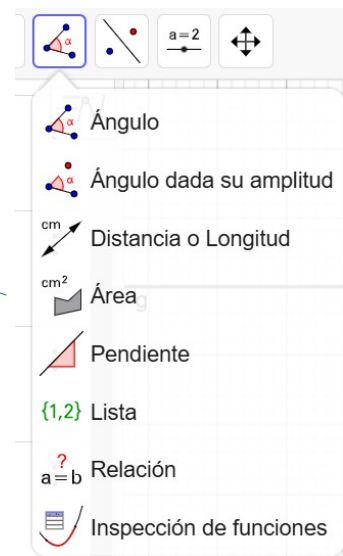 α
a=2
α Ángulo
α Ángulo dada su amplitud
cm Distancia o Longitud
cm² Área
Pendiente
{1,2} Lista
? a=b Relación
Inspección de funciones